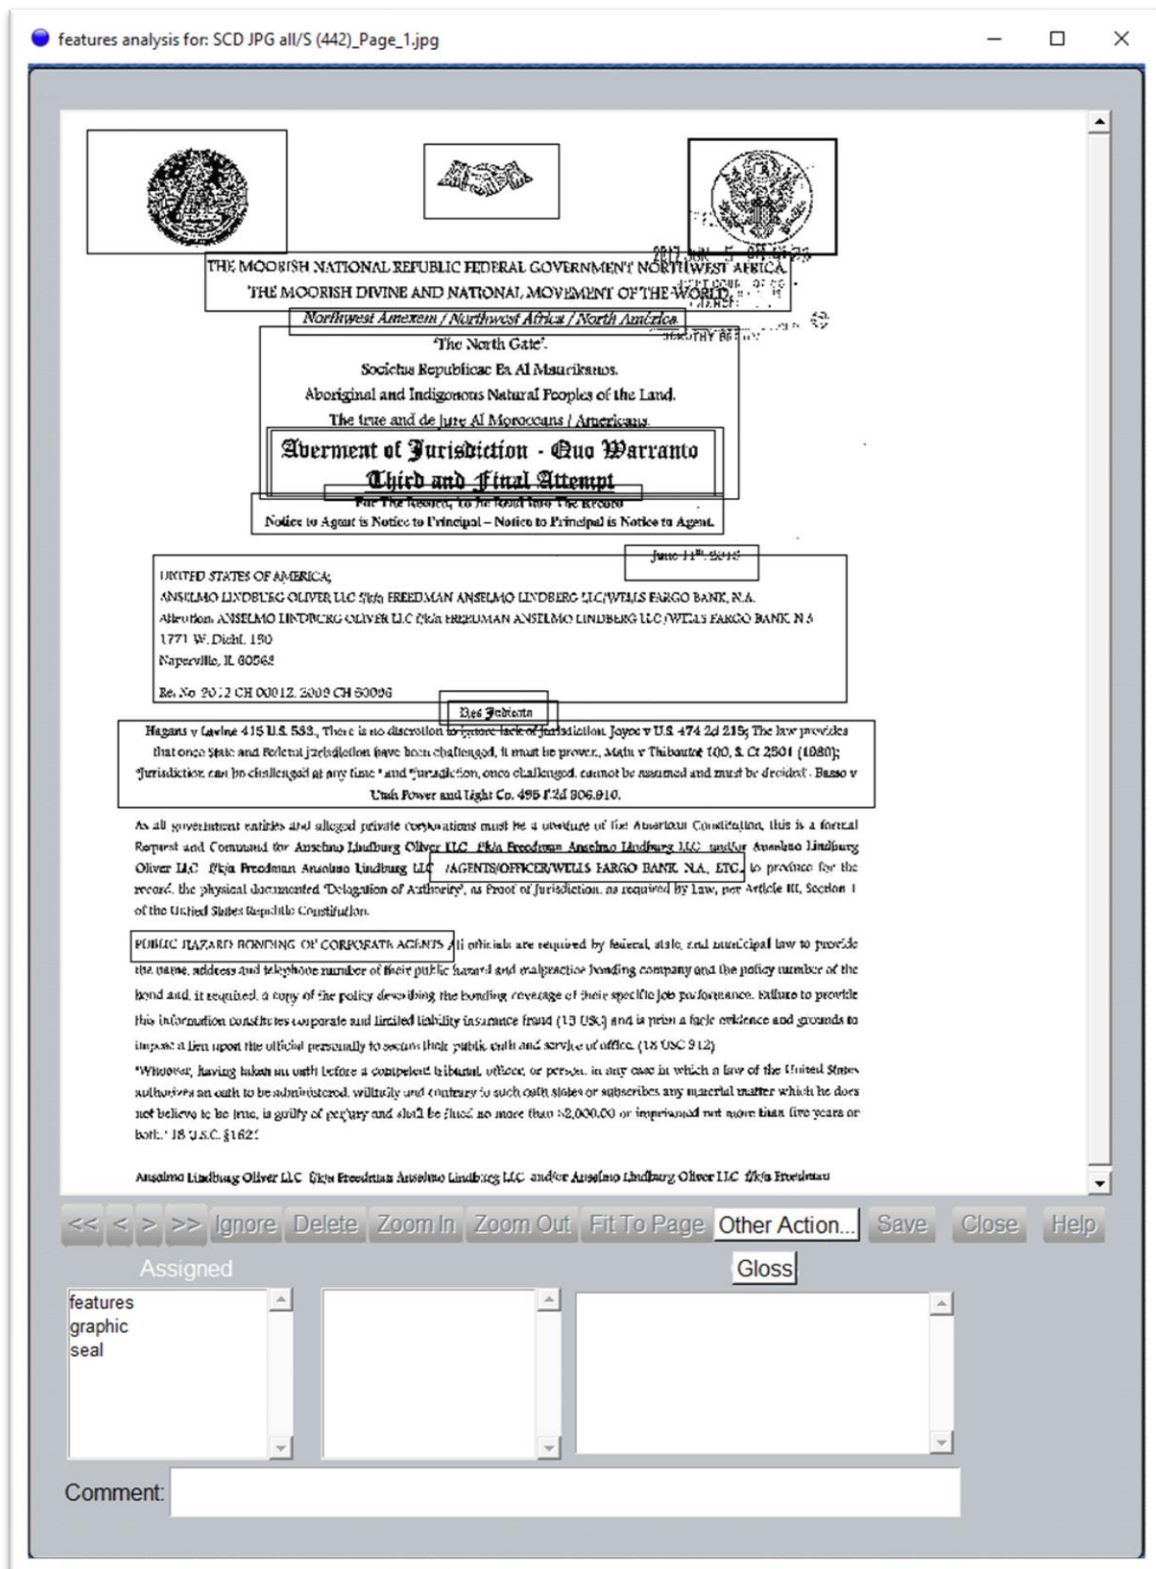 features analysis for: SCD JPG all/S (442)_Page_1.jpg
THE MOORISH NATIONAL REPUBLIC FEDERAL GOVERNMENT NORTHWEST AFRICA
THE MOORISH DIVINE AND NATIONAL MOVEMENT OF THE WORLD,
Northwest Amexem / Northwest Africa / North America.
'The North Gate'.
Societas Republicae Ea Al Maurikanos.
Aboriginal and Indigenous Natural Peoples of the Land.
The true and de jure Al Moroccans / Americans.
Averment of Jurisdiction - Quo Warranto
Third and Final Attempt
For The Record, To be Read Into The Record
Notice to Agent is Notice to Principal – Notice to Principal is Notice to Agent.
June 11th,
UNITED STATES OF AMERICA;
ANSELMO LINDBURG OLIVER LLC f/k/a FREEDMAN ANSELMO LINDBERG LLC/WELLS FARGO BANK, N.A.
Attention: ANSELMO LINDBURG OLIVER LLC f/k/a FREEDMAN ANSELMO LINDBERG LLC/WELLS FARGO BANK, N.A
1771 W. Diehl, 150
Naperville, IL 60563
Re. No 2012 CH 00012,
Res Judicata
Hagans v Lavine 415 U.S. 533., There is no discretion to ignore lack of jurisdiction. Joyce v U.S. 474 2d 215; The law provides
that once State and Federal jurisdiction have been challenged, it must be proven., Main v Thiboutot 100, S. Ct 2501 (1980);
"Jurisdiction can be challenged at any time " and "jurisdiction, once challenged, cannot be assumed and must be decided". Basso v
Utah Power and Light Co. 495 F.2d 906,910.
As all government entities and alleged private corporations must be a creature of the American Constitution, this is a formal
Request and Command for Anselmo Lindburg Oliver LLC f/k/a Freedman Anselmo Lindburg LLC and/or Anselmo Lindburg
Oliver LLC f/k/a Freedman Anselmo Lindburg LLC /AGENTS/OFFICER/WELLS FARGO BANK, N.A., ETC., to produce for the
record, the physical documented 'Delegation of Authority', as Proof of Jurisdiction, as required by Law, per Article III, Section 1
of the United States Republic Constitution.
PUBLIC HAZARD BONDING OF CORPORATE AGENTS All officials are required by federal, state, and municipal law to provide
the name, address and telephone number of their public hazard and malpractice bonding company and the policy number of the
bond and, if required, a copy of the policy describing the bonding coverage of their specific job performance. Failure to provide
this information constitutes corporate and limited liability insurance fraud (15 USC) and is prim a facie evidence and grounds to
impose a lien upon the official personally to secure their public oath and service of office. (18 USC 912)
"Whoever, having taken an oath before a competent tribunal, officer, or person, in any case in which a law of the United States
authorizes an oath to be administered, willfully and contrary to such oath states or subscribes any material matter which he does
not believe to be true, is guilty of perjury and shall be fined no more than $2,000.00 or imprisoned not more than five years or
both." 18 U.S.C. §1621
Anselmo Lindburg Oliver LLC f/k/a Freedman Anselmo Lindburg LLC and/or Anselmo Lindburg Oliver LLC f/k/a Freedman
<< < > >> Ignore Delete Zoom In Zoom Out Fit To Page Other Action... Save Close Help
Assigned
Gloss
features
graphic
seal
Comment: